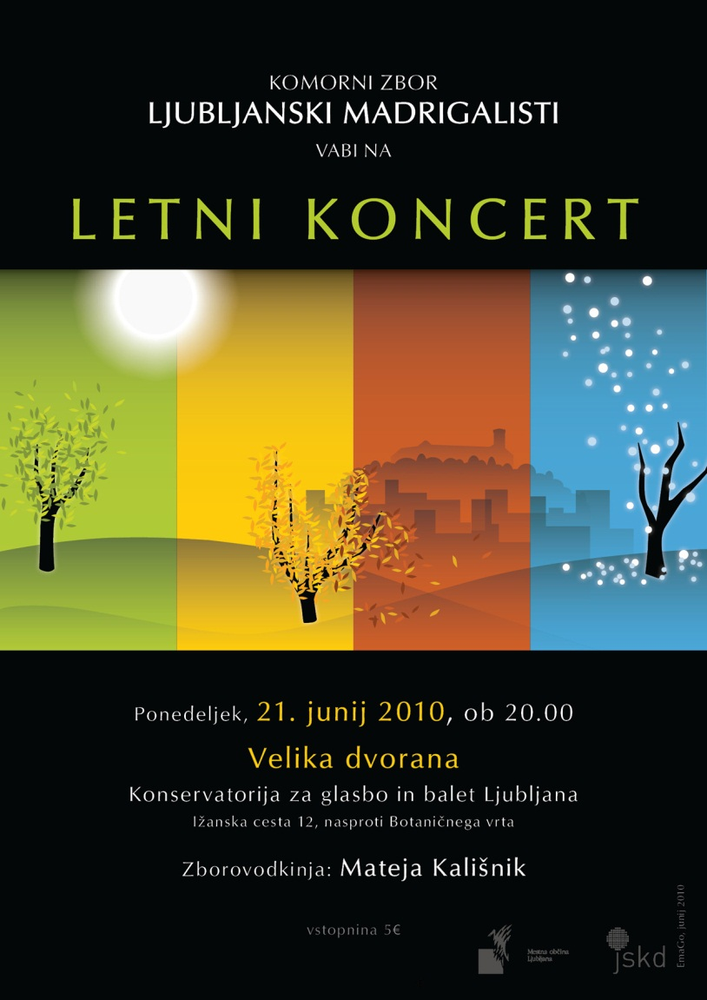 KOMORNI ZBOR
LJUBLJANSKI MADRIGALISTI
VABI NA
LETNI KONCERT
Ponedeljek, 21. junij 2010, ob 20.00
Velika dvorana
Konservatorija za glasbo in balet Ljubljana
Ižanska cesta 12, nasproti Botaničnega vrta
Zborovodkinja: Mateja Kališnik
vstopnina 5€
Mestna občina
Ljubljana
jskd
EmaGo, junij 2010